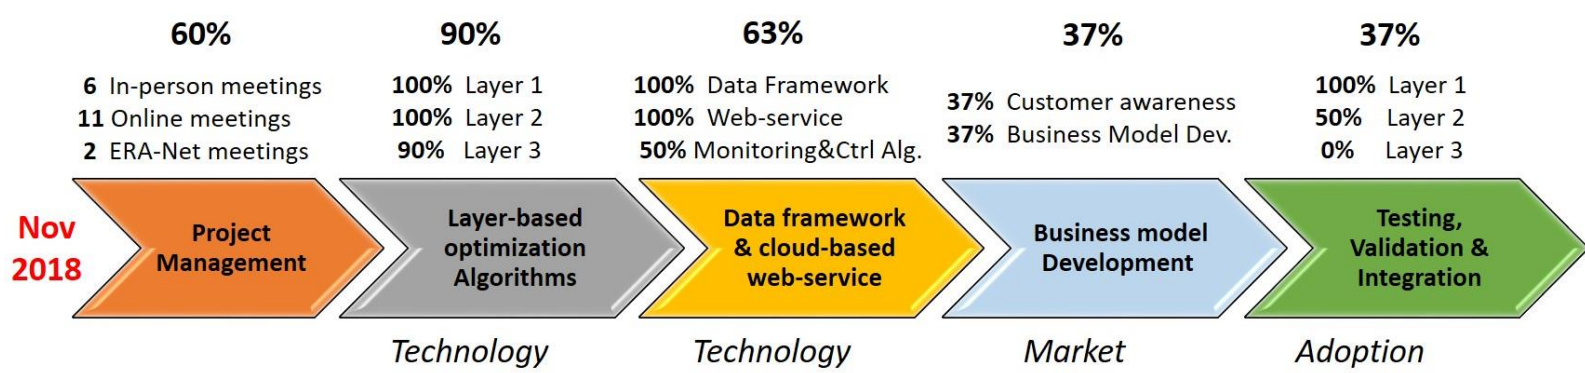 60% 90% 63% 37% 37%
6 In-person meetings
11 Online meetings
2 ERA-Net meetings
100% Layer 1
100% Layer 2
90% Layer 3
100% Data Framework
100% Web-service
50% Monitoring&Ctrl Alg.
37% Customer awareness
37% Business Model Dev.
100% Layer 1
50% Layer 2
0% Layer 3
Nov
2018
Project
Management
Layer-based
optimization
Algorithms
Data framework
& cloud-based
web-service
Business model
Development
Testing,
Validation &
Integration
Technology Technology Market Adoption